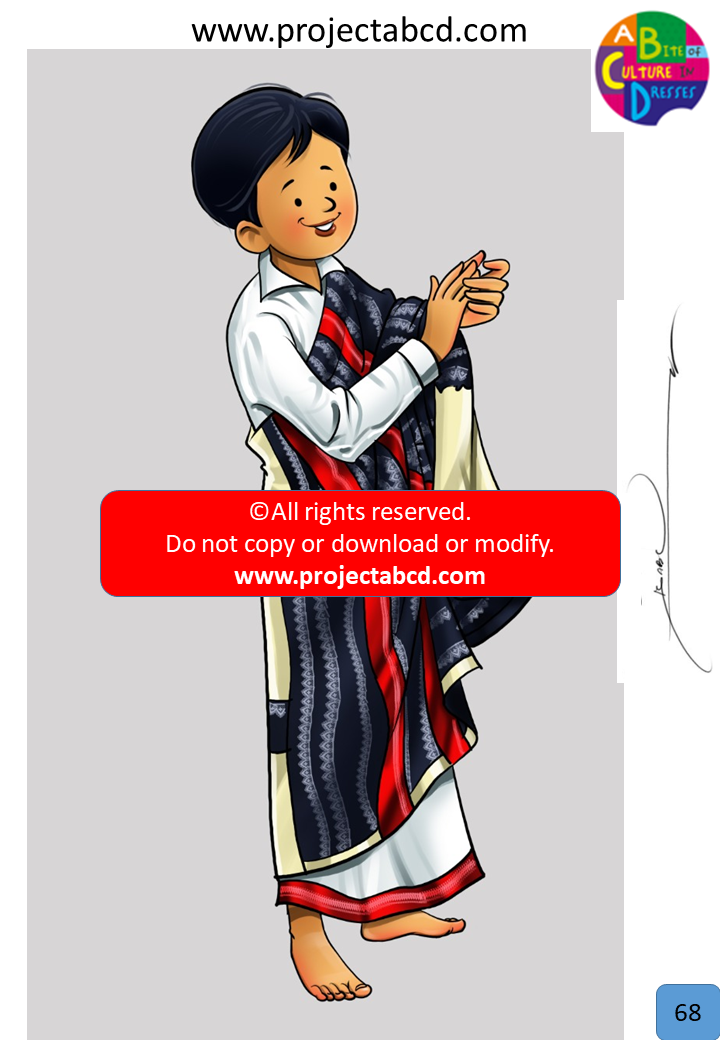 www.projectabcd.com
A BITE OF
CULTURE IN
DRESSES
©All rights reserved.
Do not copy or download or modify.
www.projectabcd.com
68